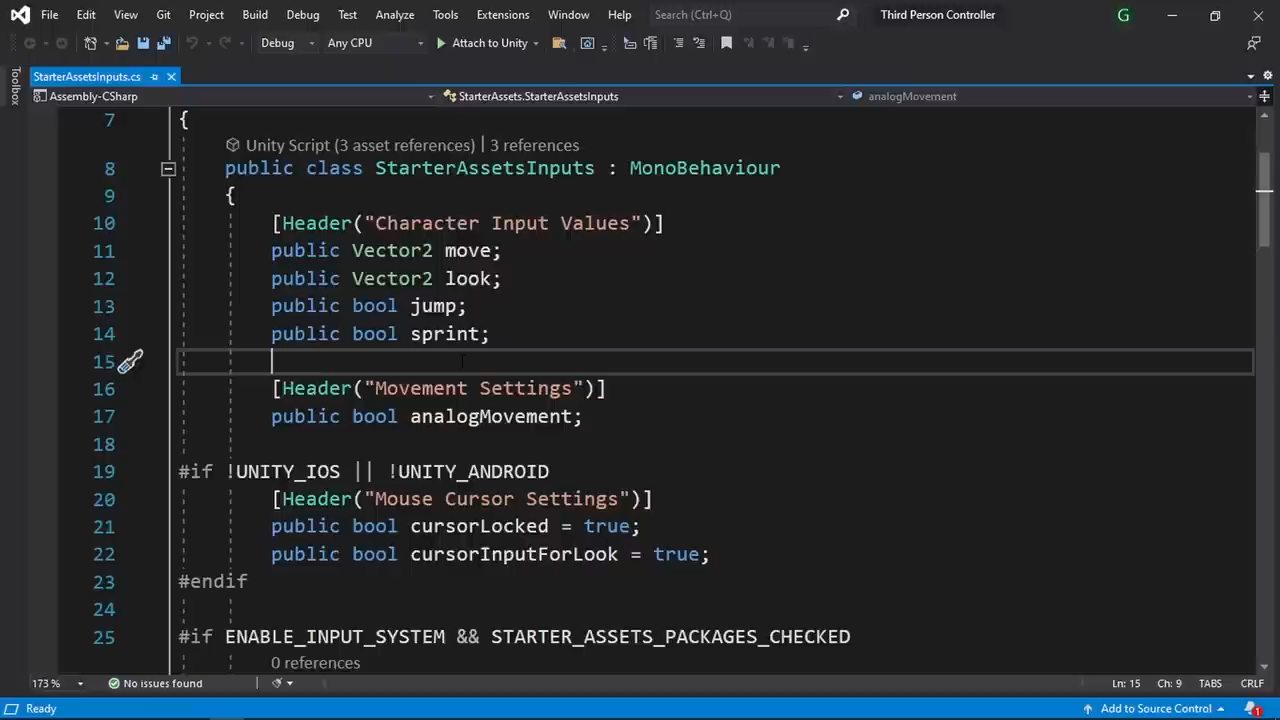 File Edit View Git Project Build Debug Test Analyze Tools Extensions Window Help Search (Ctrl+Q) Third Person Controller G
Debug Any CPU Attach to Unity
StarterAssetsInputs.cs
Toolbox
Assembly-CSharp StarterAssets.StarterAssetsInputs analogMovement
7 {
Unity Script (3 asset references) | 3 references
8 public class StarterAssetsInputs : MonoBehaviour
9 {
10 [Header("Character Input Values")]
11 public Vector2 move;
12 public Vector2 look;
13 public bool jump;
14 public bool sprint;
15
16 [Header("Movement Settings")]
17 public bool analogMovement;
18
19 #if !UNITY_IOS || !UNITY_ANDROID
20 [Header("Mouse Cursor Settings")]
21 public bool cursorLocked = true;
22 public bool cursorInputForLook = true;
23 #endif
24
25 #if ENABLE_INPUT_SYSTEM && STARTER_ASSETS_PACKAGES_CHECKED
0 references
173 % No issues found Ln: 15 Ch: 9 TABS CRLF
Ready Add to Source Control 1